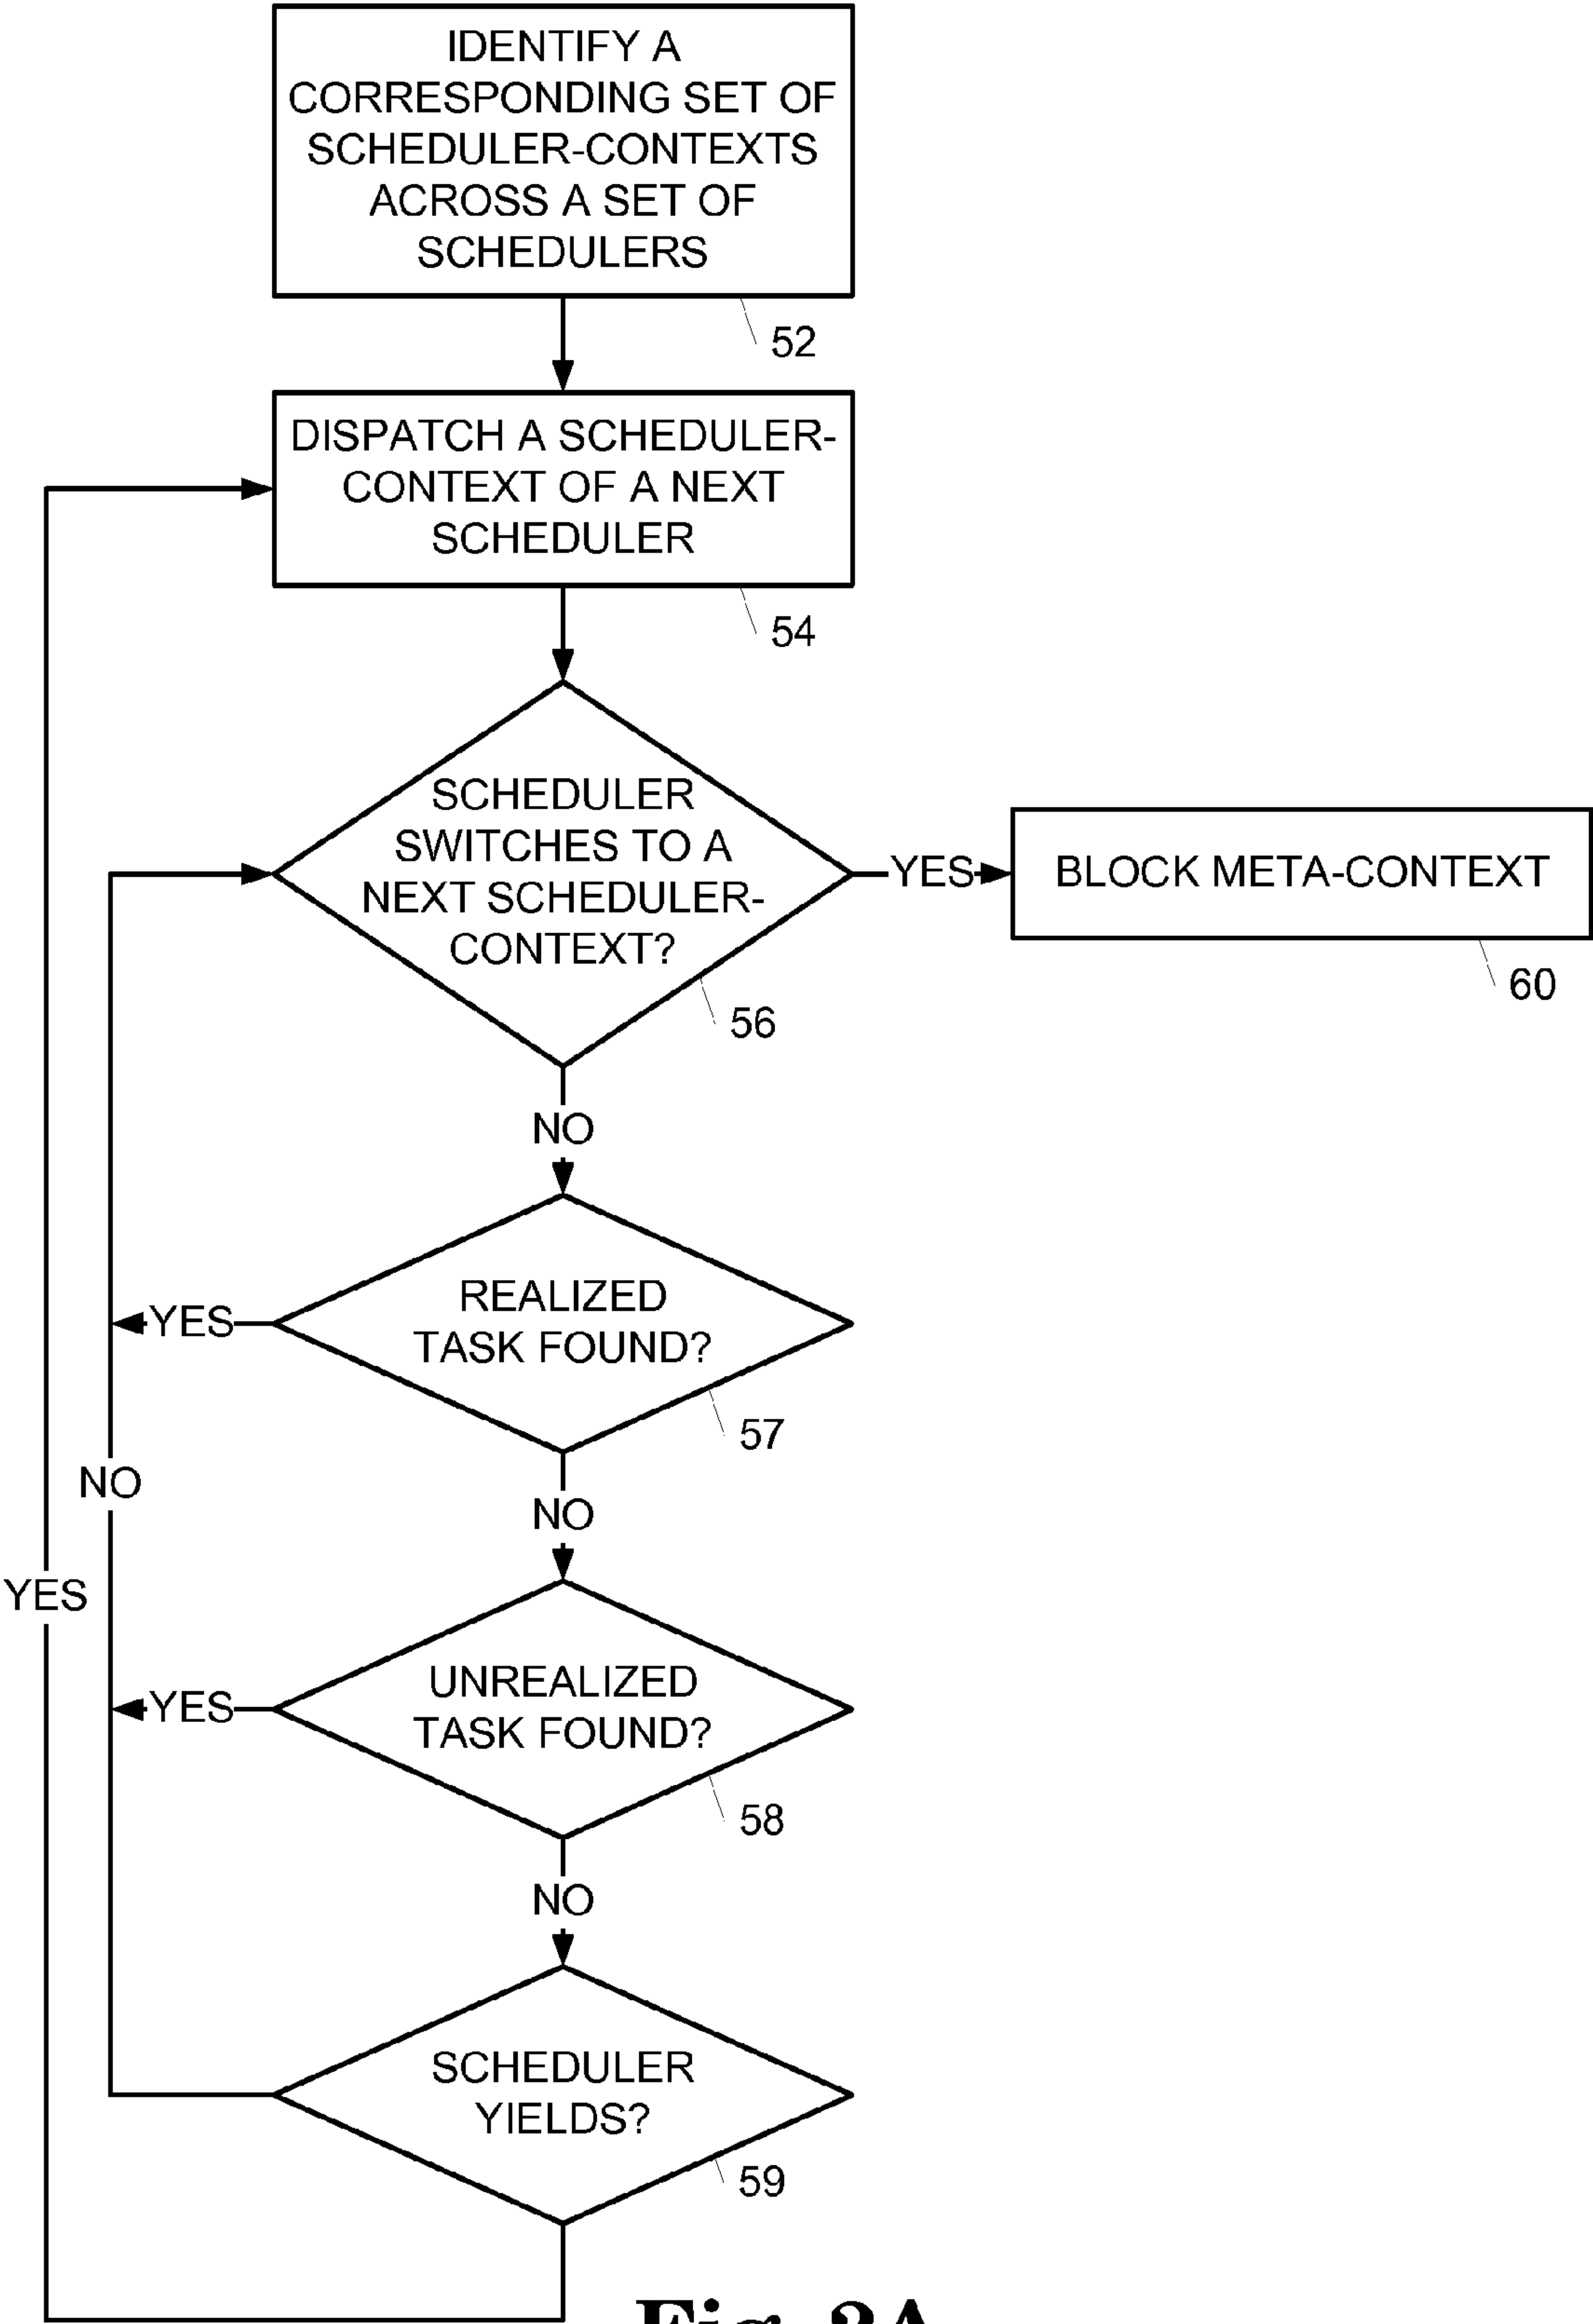 IDENTIFY A
CORRESPONDING SET OF
SCHEDULER-CONTEXTS
ACROSS A SET OF
SCHEDULERS
52
DISPATCH A SCHEDULER-
CONTEXT OF A NEXT
SCHEDULER
54
SCHEDULER
SWITCHES TO A
NEXT SCHEDULER-
CONTEXT?
56
YES
BLOCK META-CONTEXT
60
NO
REALIZED
TASK FOUND?
57
YES
NO
NO
YES
UNREALIZED
TASK FOUND?
58
YES
NO
SCHEDULER
YIELDS?
59